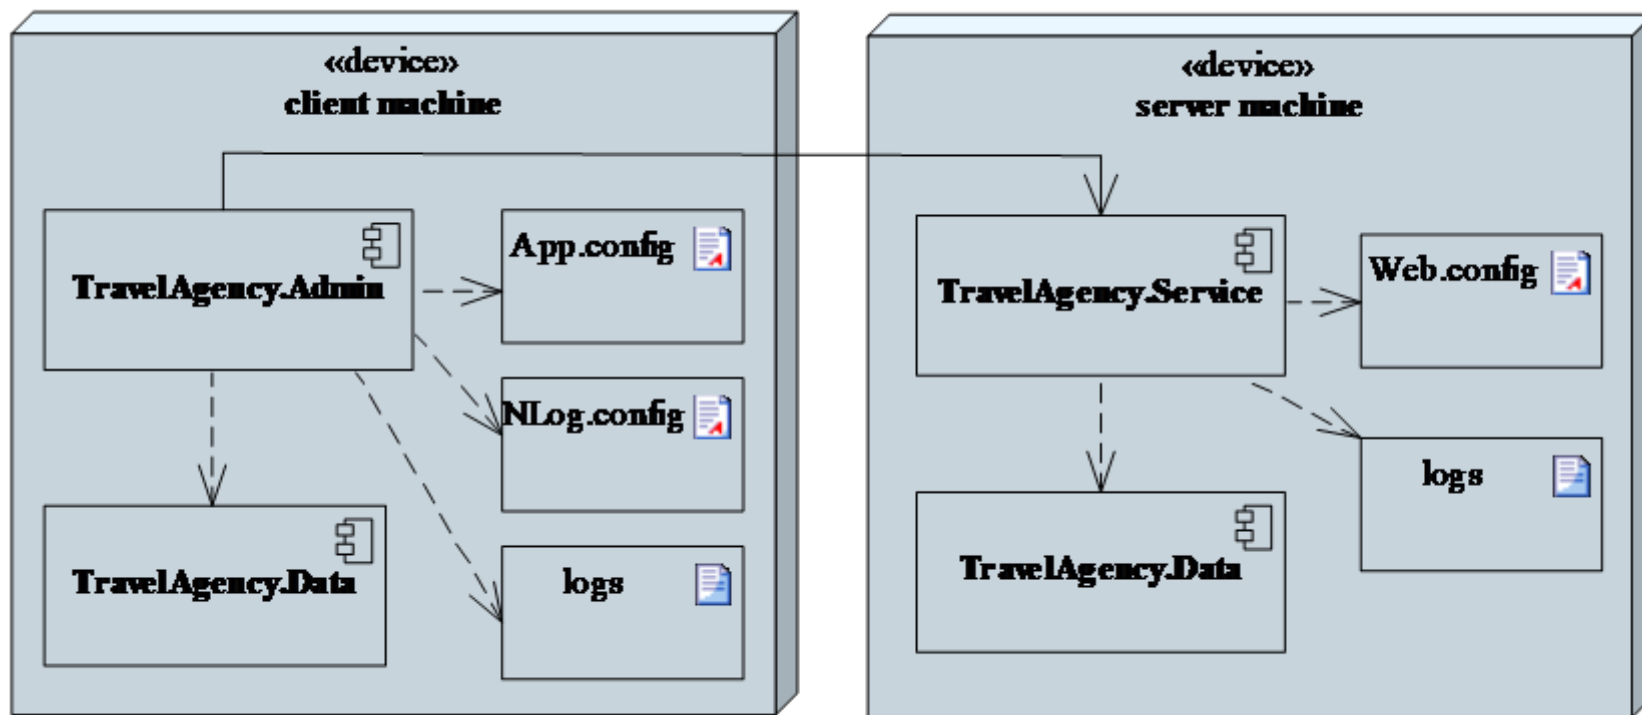 «device»
client machine
TravelAgency.Admin
App.config
NLog.config
TravelAgency.Data
logs
«device»
server machine
TravelAgency.Service
Web.config
logs
TravelAgency.Data